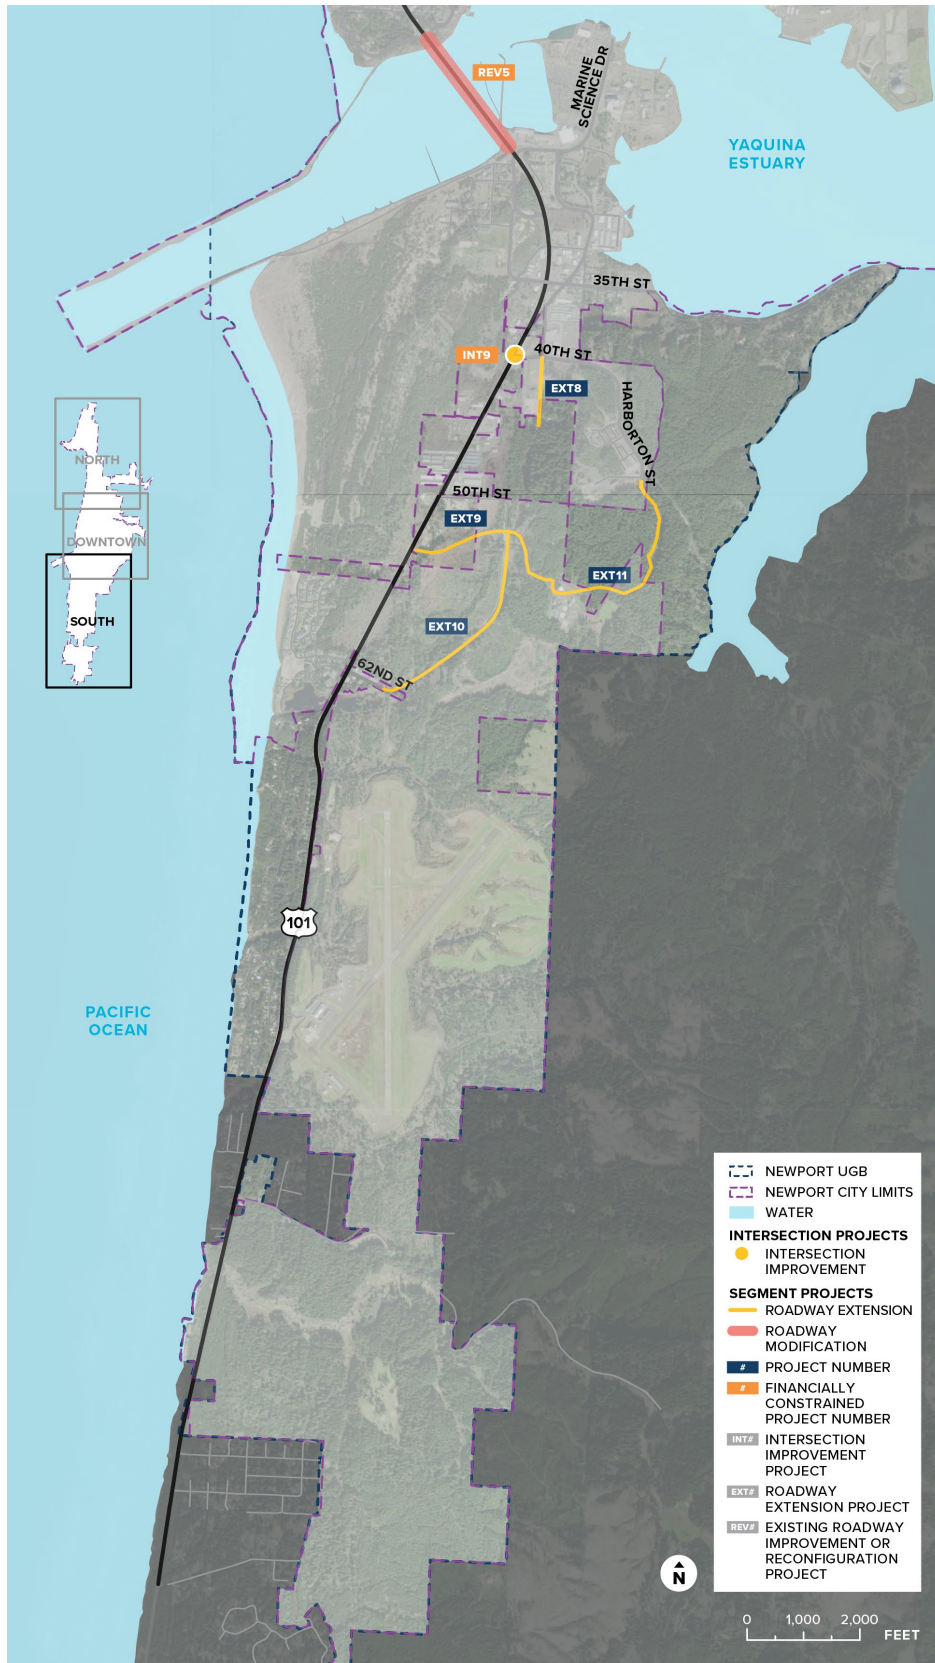 REV5
MARINE
SCIENCE DR
YAQUINA
ESTUARY
35TH ST
INT9
40TH ST
EXT8
HARBORTON ST
NORTH
50TH ST
EXT9
DOWNTOWN
EXT11
SOUTH
EXT10
62ND ST
101
PACIFIC
OCEAN
NEWPORT UGB
NEWPORT CITY LIMITS
WATER
INTERSECTION PROJECTS
INTERSECTION
IMPROVEMENT
SEGMENT PROJECTS
ROADWAY EXTENSION
ROADWAY
MODIFICATION
# PROJECT NUMBER
# FINANCIALLY
CONSTRAINED
PROJECT NUMBER
INT# INTERSECTION
IMPROVEMENT
PROJECT
EXT# ROADWAY
EXTENSION PROJECT
REV# EXISTING ROADWAY
IMPROVEMENT OR
RECONFIGURATION
PROJECT
N
0 1,000 2,000
FEET